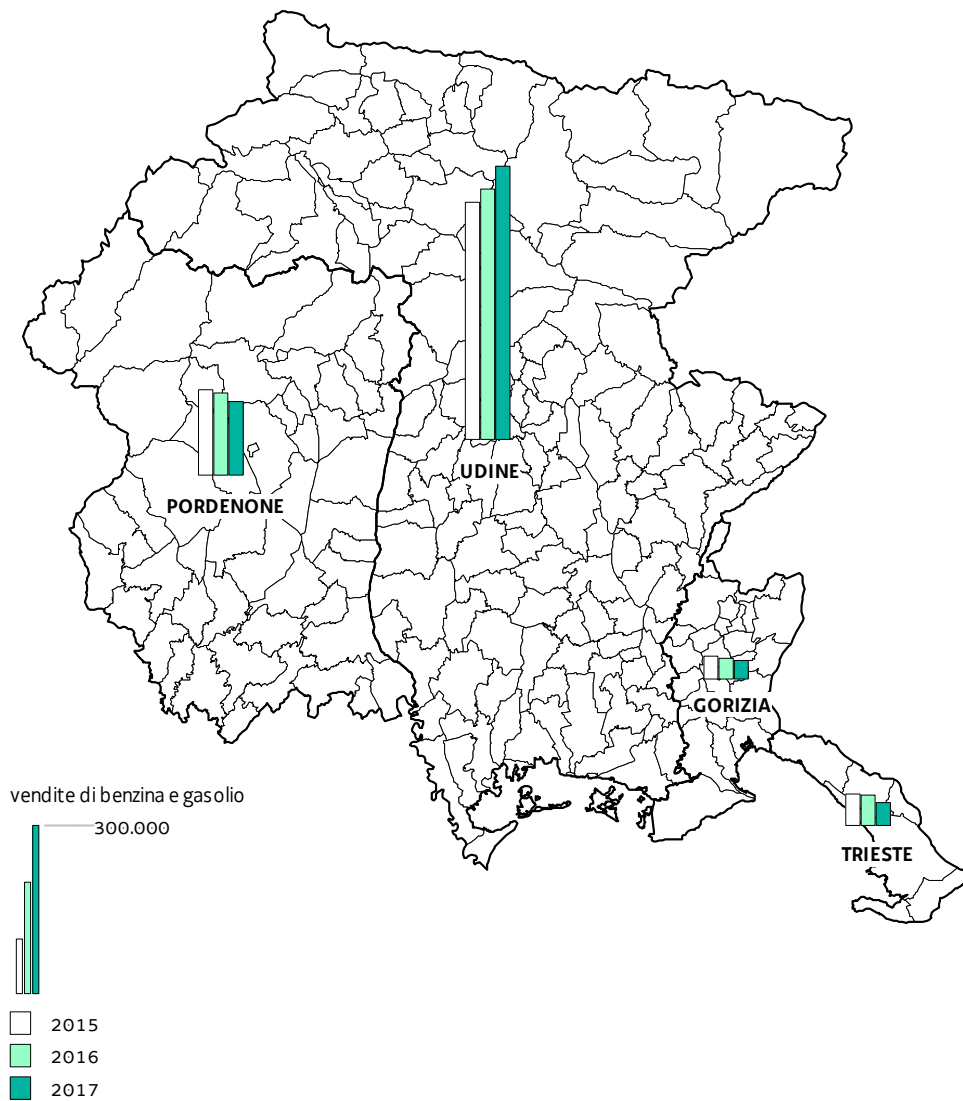 UDINE
PORDENONE
GORIZIA
TRIESTE
vendite di benzina e gasolio
300.000
2015
2016
2017